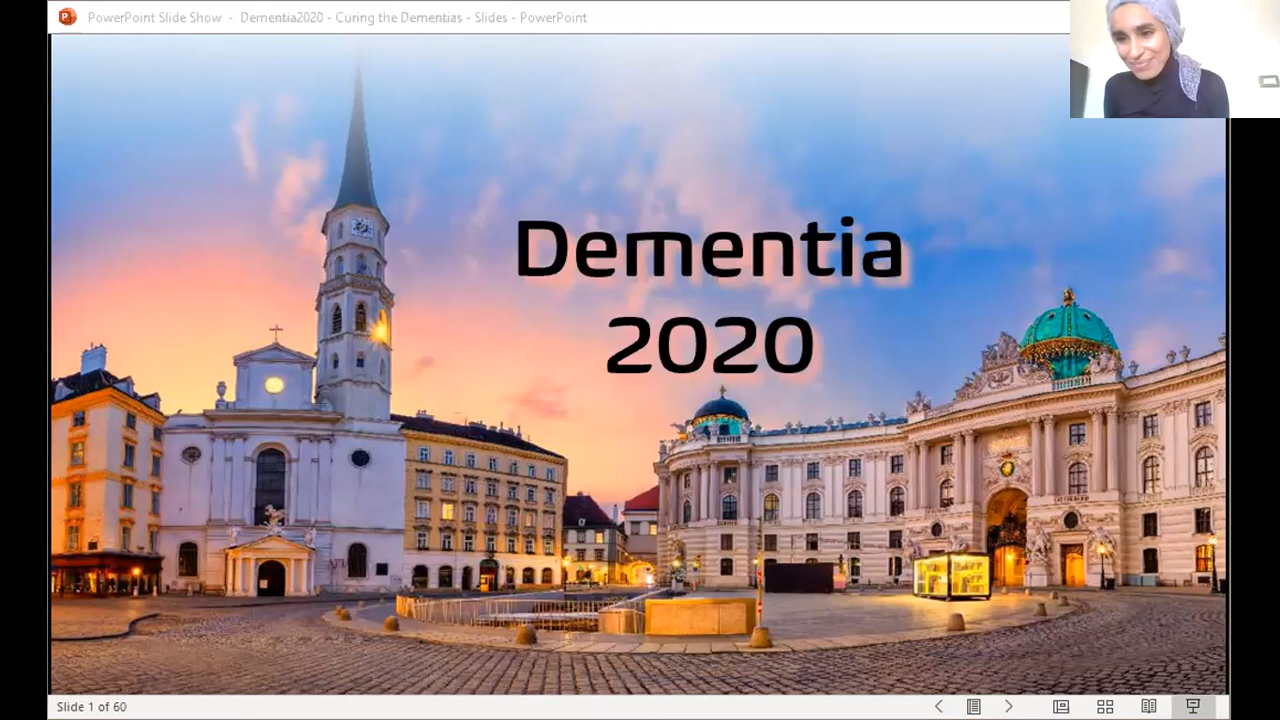 PowerPoint Slide Show - Dementia2020 - Curing the Dementias - Slides - PowerPoint
Dementia
2020
Slide 1 of 60